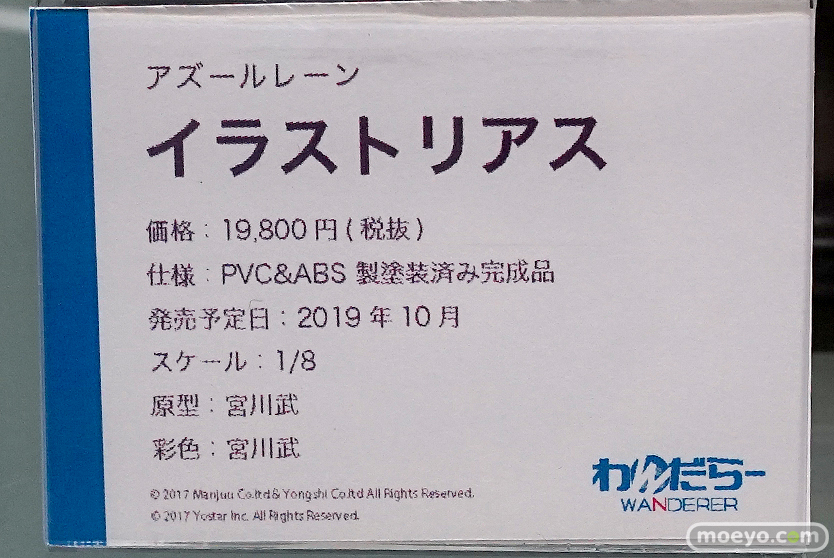 アズールレーン
イラストリアス
価格：19,800円(税抜)
仕様：PVC&ABS 製塗装済み完成品
発売予定日：2019年10月
スケール：1/8
原型：宮川武
彩色：宮川武
© 2017 Manjuu Co.ltd & Yongshi Co.ltd All Rights Reserved.
© 2017 Yostar Inc. All Rights Reserved.
わんだらー
WANDERER
moeyo.com